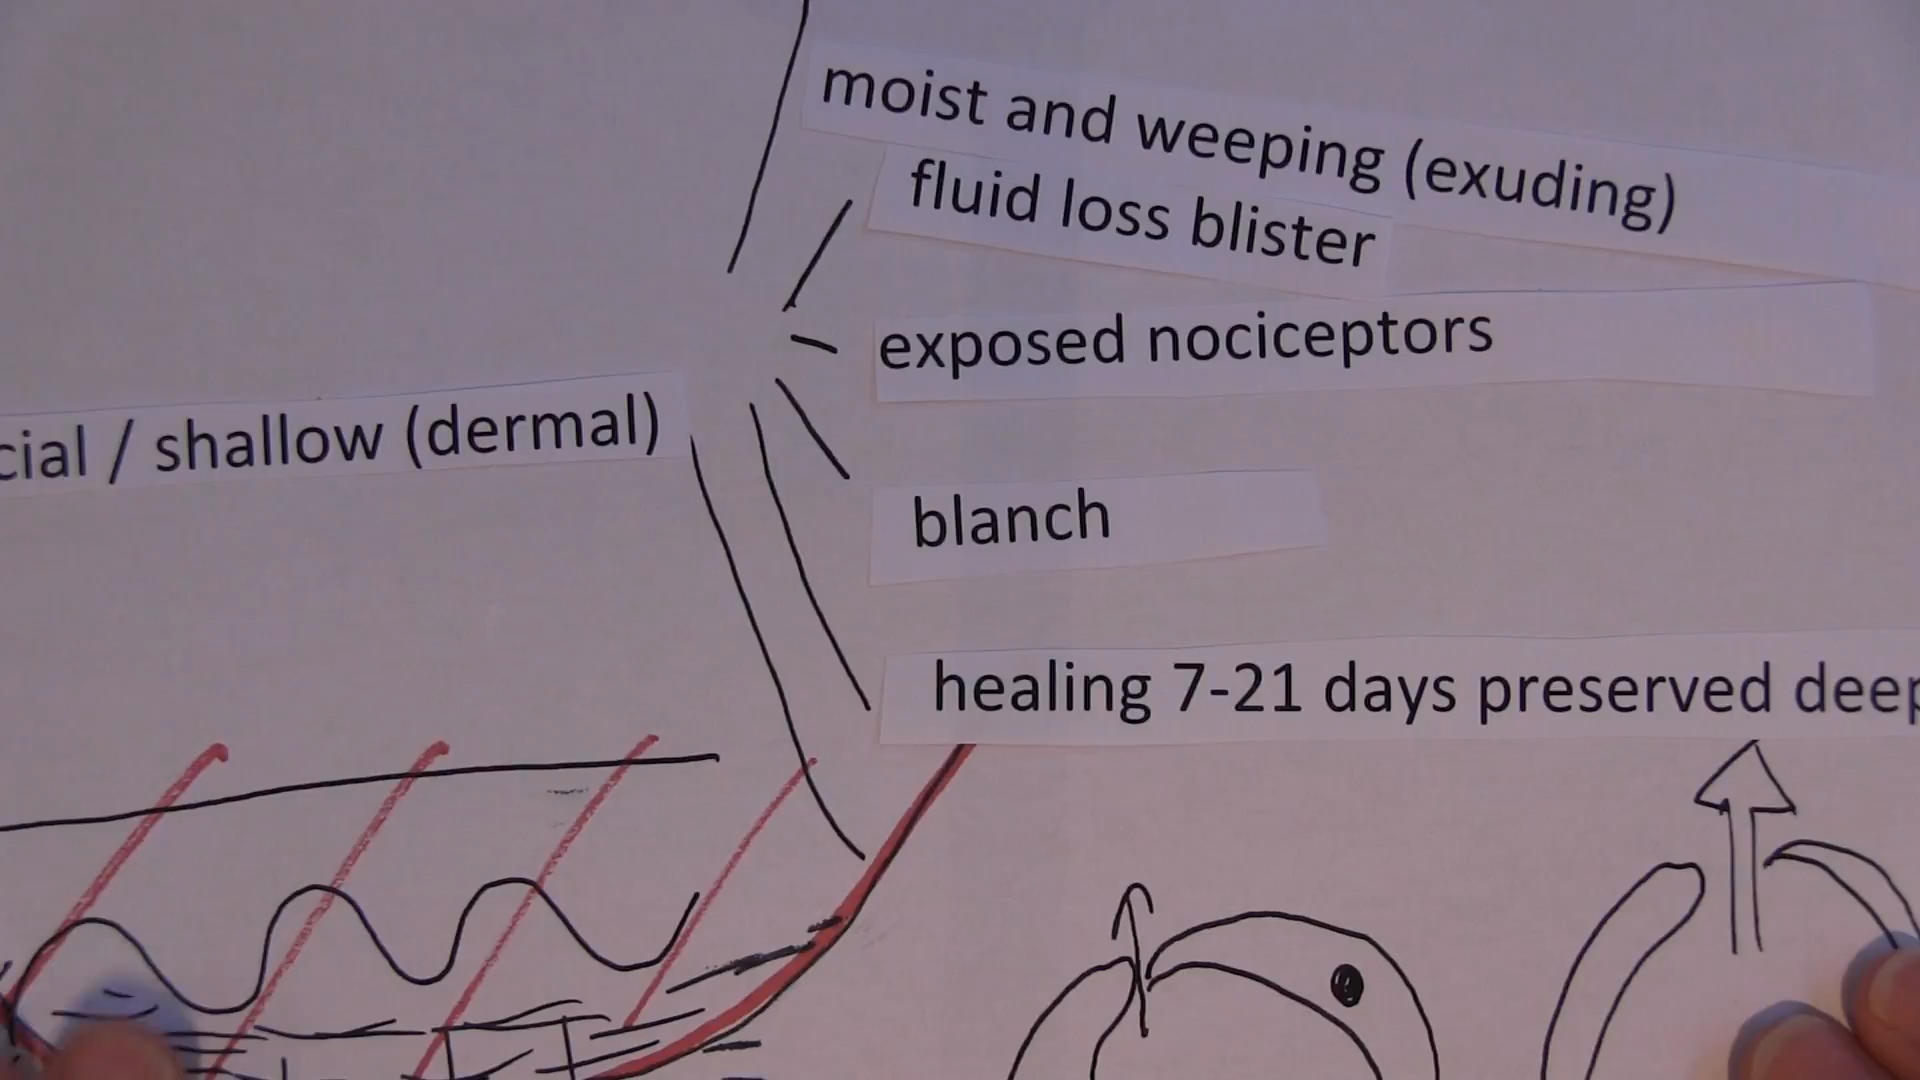 moist and weeping (exuding)
fluid loss blister
exposed nociceptors
cial / shallow (dermal)
blanch
healing 7-21 days preserved deep